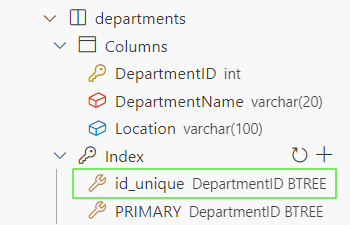 departments
Columns
DepartmentID int
DepartmentName varchar(20)
Location varchar(100)
Index
id_unique DepartmentID BTREE
PRIMARY DepartmentID BTREE